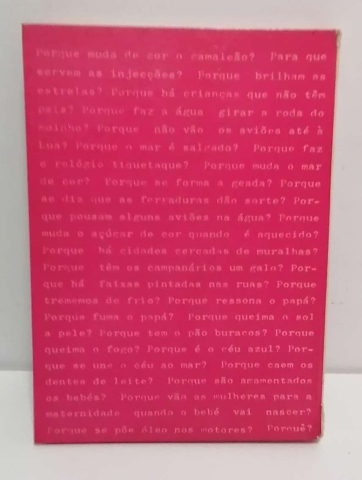 Porque muda de cor o camaleão? Para que
servem as injecções? Porque brilham as
estrelas? Porque há crianças que não têm
pais? Porque faz a água girar a roda do
moinho? Porque não vão os aviões até à
Lua? Porque o mar é salgado? Porque faz
o relógio tiquetaque? Porque muda o mar
de cor? Porque se forma a geada? Porque
se diz que as ferraduras dão sorte? Por-
que pousam alguns aviões na água? Porque
muda o açúcar de cor quando é aquecido?
Porque há cidades cercadas de muralhas?
Porque têm os campanários um galo? Por-
que há faixas pintadas nas ruas? Porque
trememos de frio? Porque ressona o papá?
Porque fuma o papá? Porque queima o sol
a pele? Porque tem o pão buracos? Porque
queima o fogo? Porque é o céu azul? Por-
que se une o céu ao mar? Porque caem os
dentes de leite? Porque são amamentados
os bebés? Porque vão as mulheres para a
maternidade quando o bebé vai nascer?
Porque se põe óleo nos motores? Porquê?